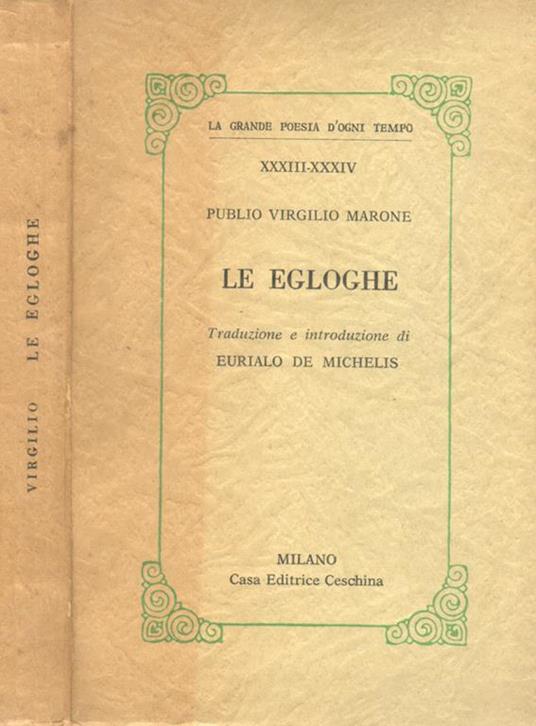 VIRGILIO LE EGLOGHE
LA GRANDE POESIA D'OGNI TEMPO
XXXIII-XXXIV
PUBLIO VIRGILIO MARONE
LE EGLOGHE
Traduzione e introduzione di
EURIALO DE MICHELIS
MILANO
Casa Editrice Ceschina